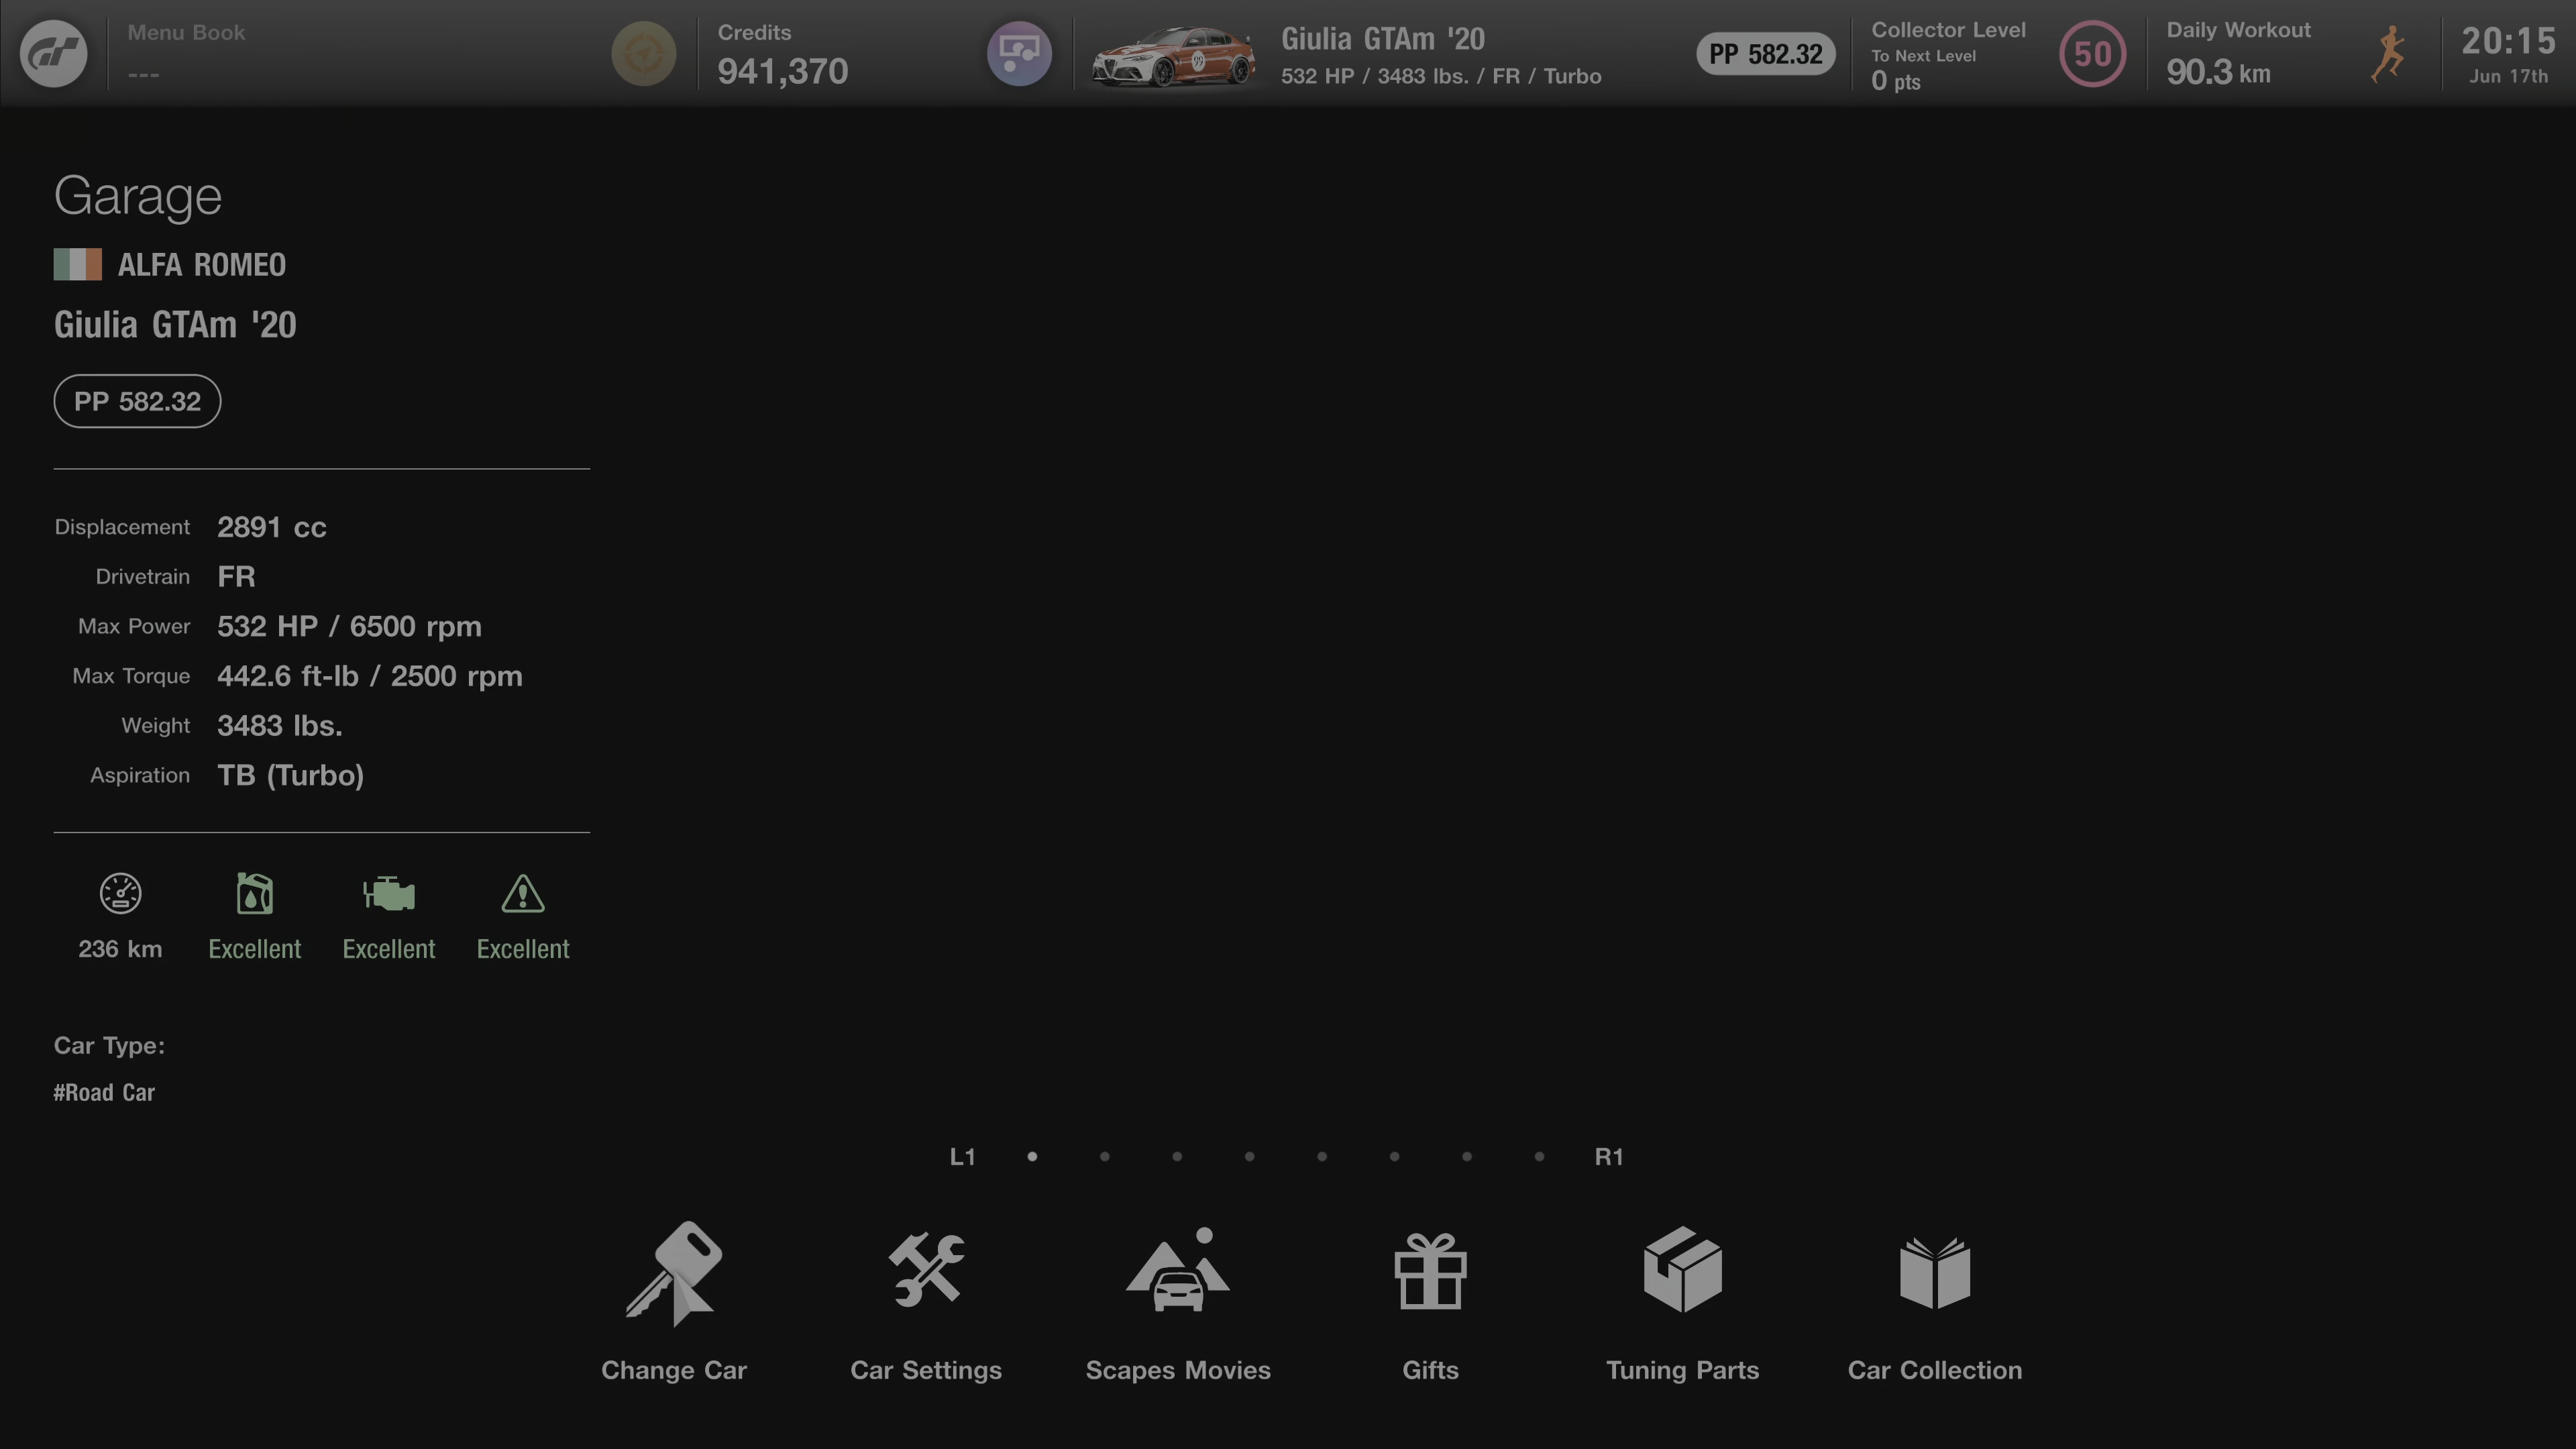 Menu Book
---
Credits
941,370
Giulia GTAm '20
532 HP / 3483 lbs. / FR / Turbo
PP 582.32
Collector Level
To Next Level
0 pts
50
Daily Workout
90.3 km
20:15
Jun 17th
Garage
ALFA ROMEO
Giulia GTAm '20
PP 582.32
Displacement 2891 cc
Drivetrain FR
Max Power 532 HP / 6500 rpm
Max Torque 442.6 ft-lb / 2500 rpm
Weight 3483 lbs.
Aspiration TB (Turbo)
236 km Excellent Excellent Excellent
Car Type:
#Road Car
L1 R1
Change Car Car Settings Scapes Movies Gifts Tuning Parts Car Collection